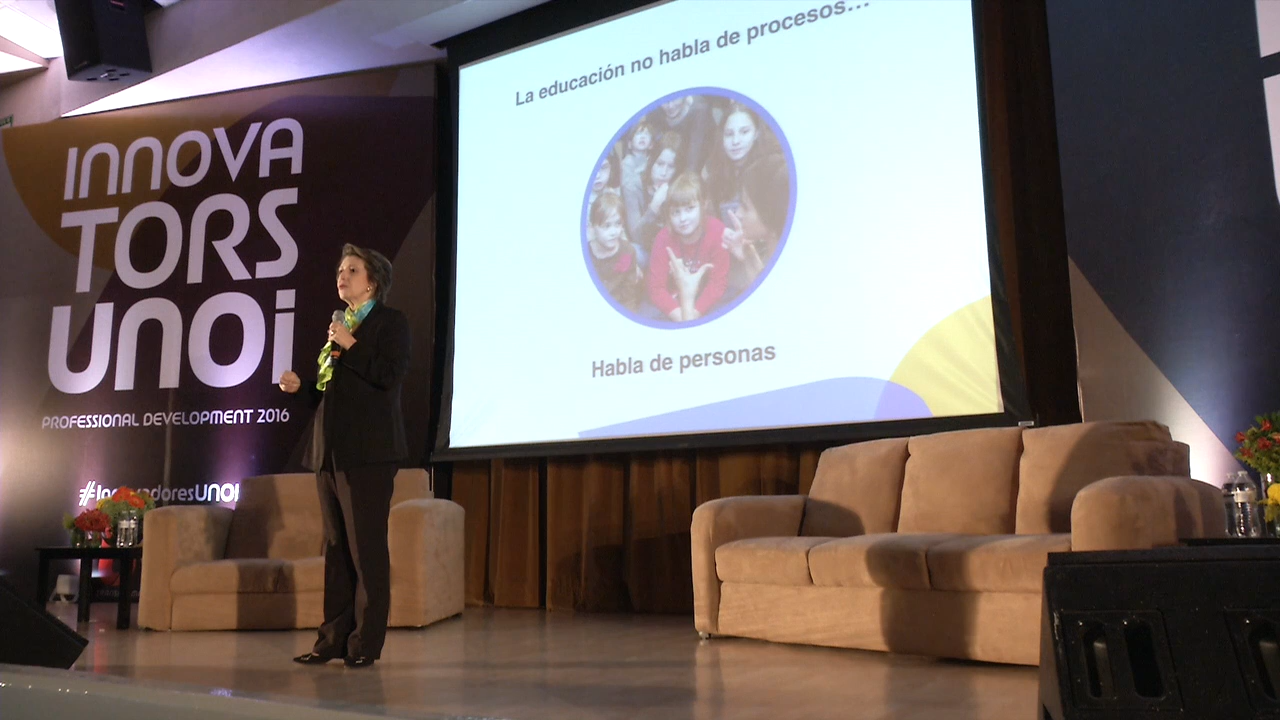 INNOVA
TORS
UNOi
PROFESSIONAL DEVELOPMENT 2016
#InnovadoresUNOi
La educación no habla de procesos...
Habla de personas